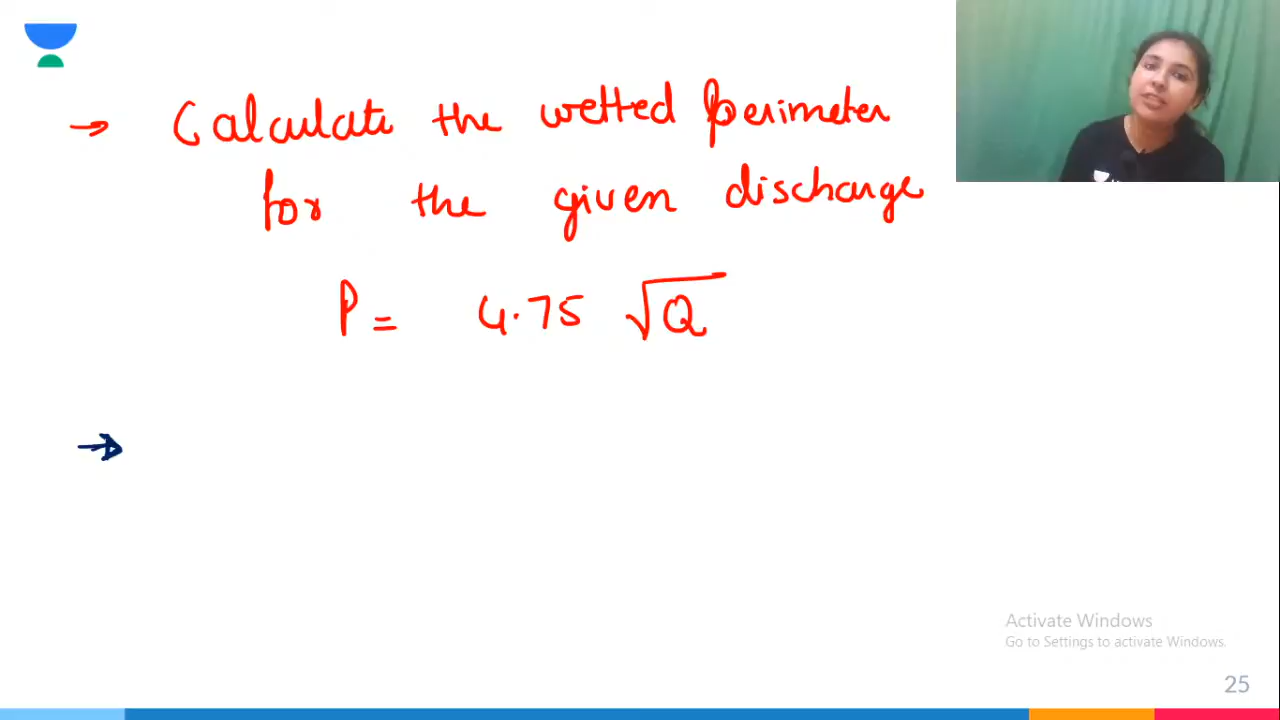 → Calculate the wetted perimeter
for the given discharge
P = 4.75 √Q
→
Activate Windows
Go to Settings to activate Windows.
25